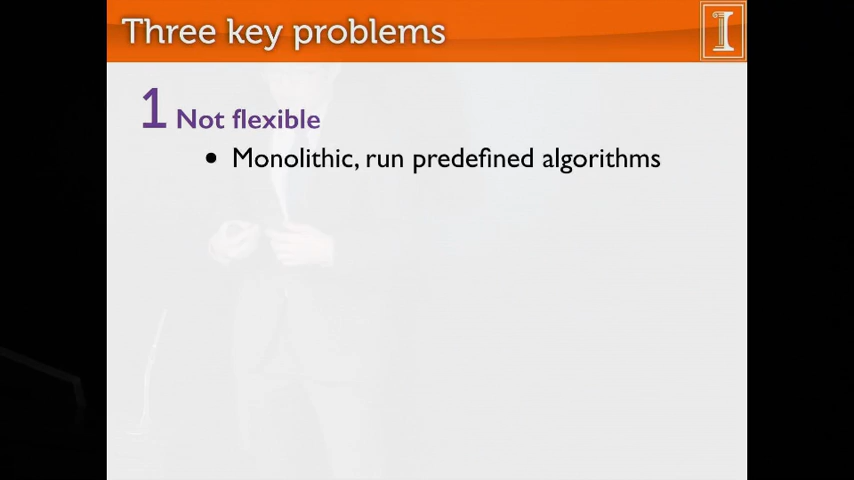 Three key problems
1 Not flexible
• Monolithic, run predefined algorithms